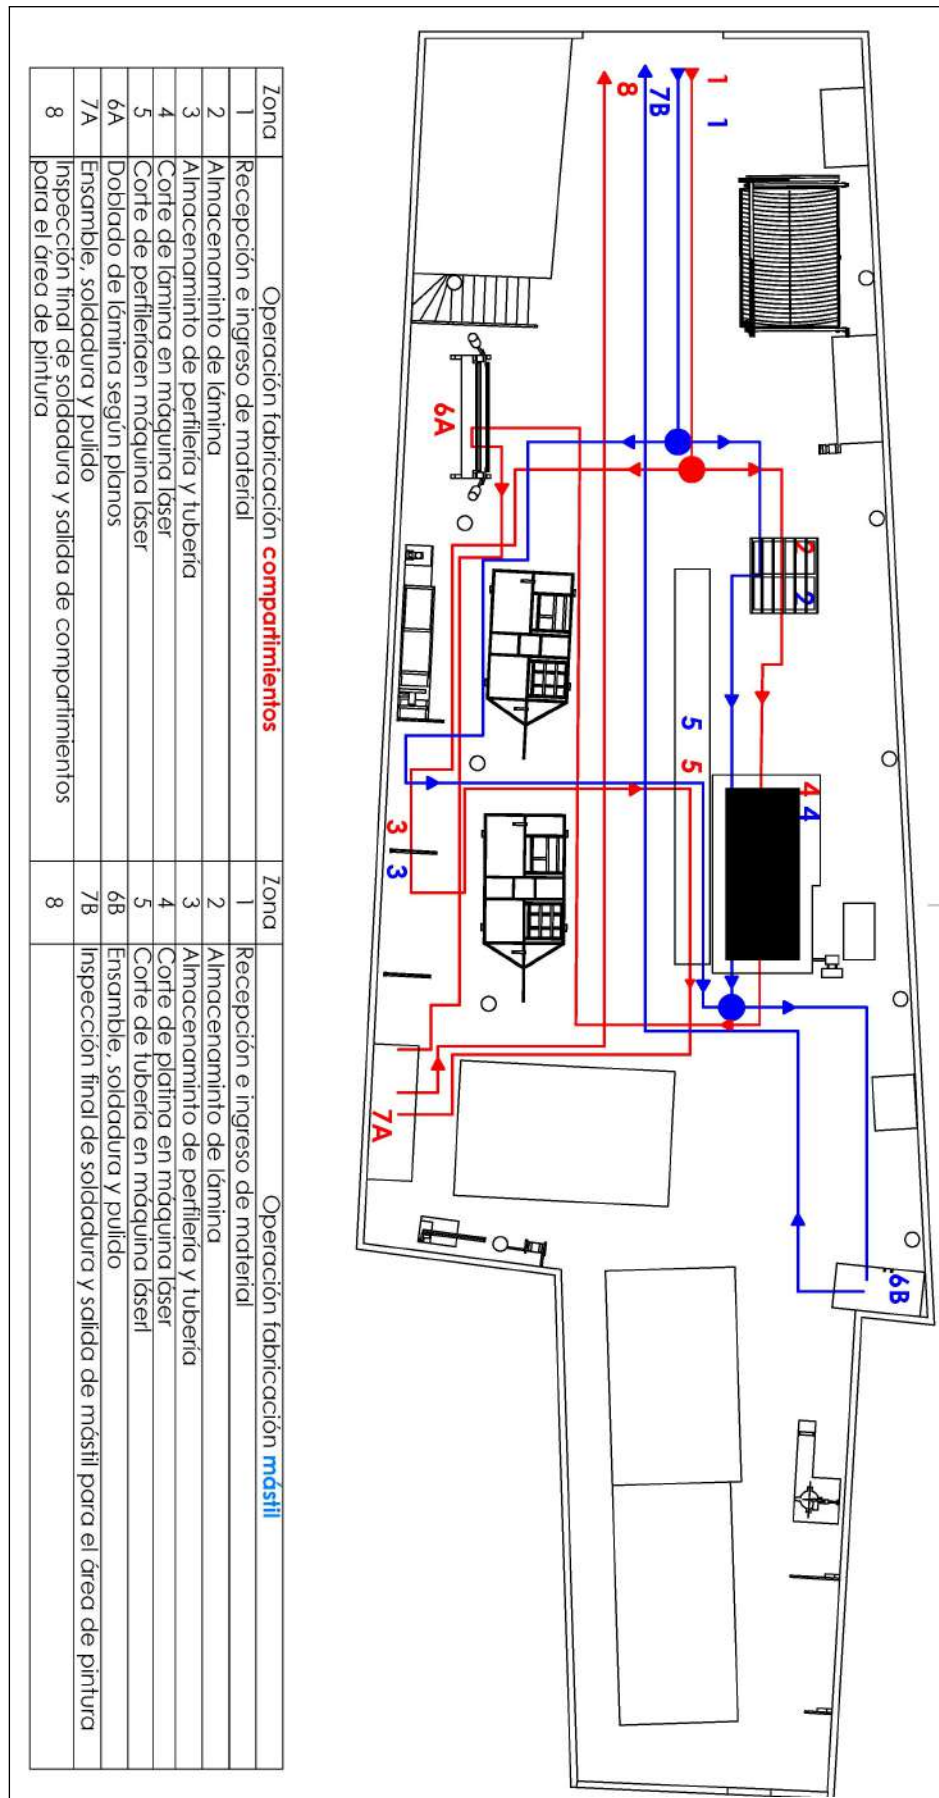 1
1
7B
8
6A
2
2
5
5
4
4
3
3
7A
6B
Zona Operación fabricación compartimientos
1 Recepción e ingreso de material
2 Almacenaminto de lámina
3 Almacenaminto de perfilería y tubería
4 Corte de lámina en máquina láser
5 Corte de perfileríaen máquina láser
6A Doblado de lámina según planos
7A Ensamble, soldadura y pulido
8 Inspección final de soldadura y salida de compartimientos
para el área de pintura
Zona Operación fabricación mástil
1 Recepción e ingreso de material
2 Almacenaminto de lámina
3 Almacenaminto de perfilería y tubería
4 Corte de platina en máquina láser
5 Corte de tubería en máquina láserl
6B Ensamble, soldadura y pulido
7B Inspección final de soldadura y salida de mástil para el área de pintura
8